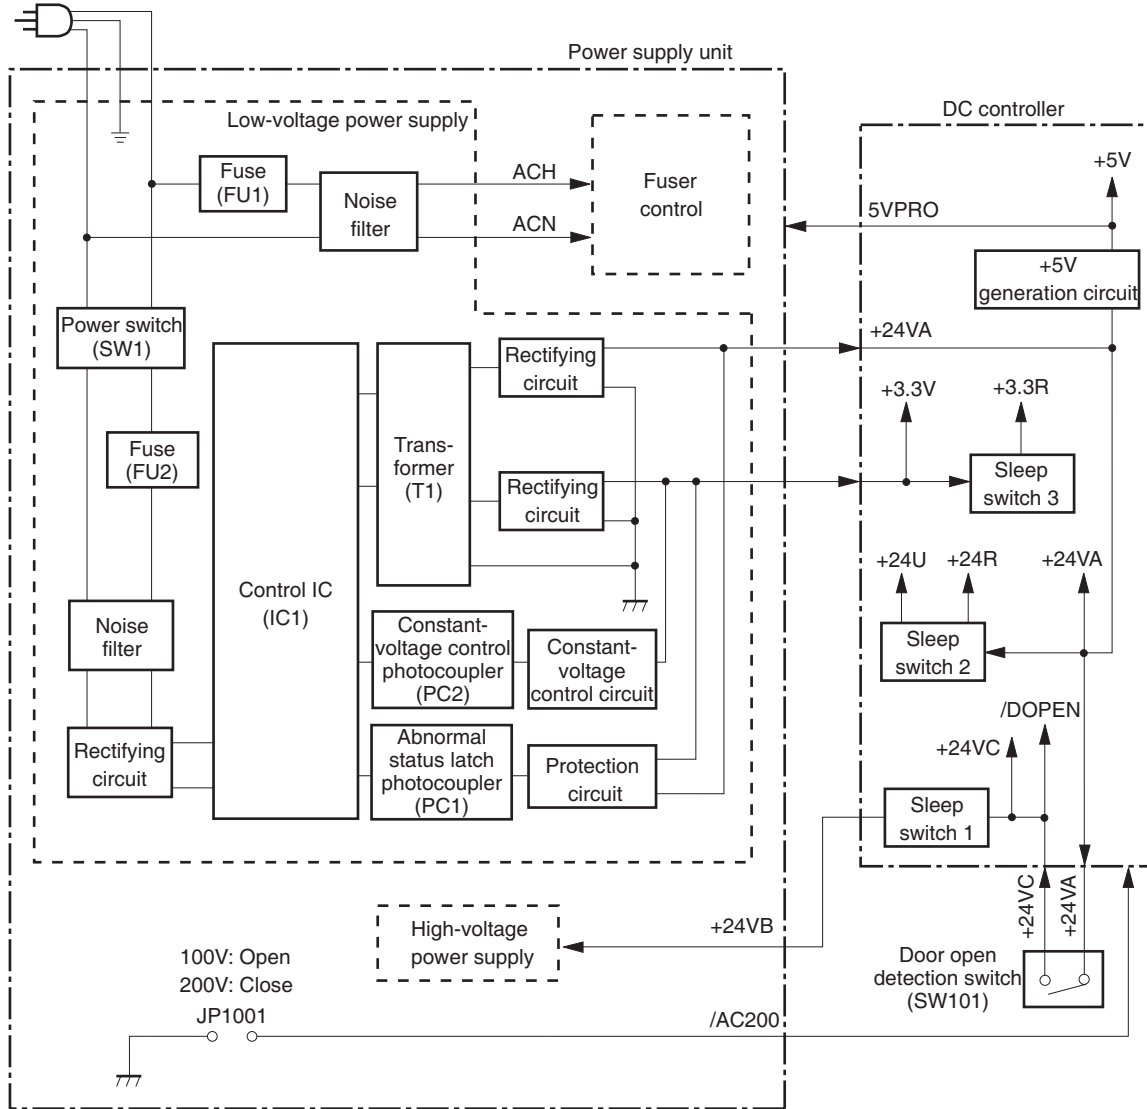 Power supply unit
DC controller
Low-voltage power supply
+5V
Fuse
(FU1)
Noise
filter
ACH
ACN
Fuser
control
5VPRO
+5V
generation circuit
Power switch
(SW1)
+24VA
Rectifying
circuit
+3.3V
+3.3R
Fuse
(FU2)
Trans-
former
(T1)
Rectifying
circuit
Sleep
switch 3
Control IC
(IC1)
+24U
+24R
+24VA
Noise
filter
Constant-
voltage control
photocoupler
(PC2)
Constant-
voltage
control circuit
Sleep
switch 2
/DOPEN
+24VC
Rectifying
circuit
Abnormal
status latch
photocoupler
(PC1)
Protection
circuit
Sleep
switch 1
+24VC
+24VA
High-voltage
power supply
+24VB
Door open
detection switch
(SW101)
100V: Open
200V: Close
JP1001
/AC200